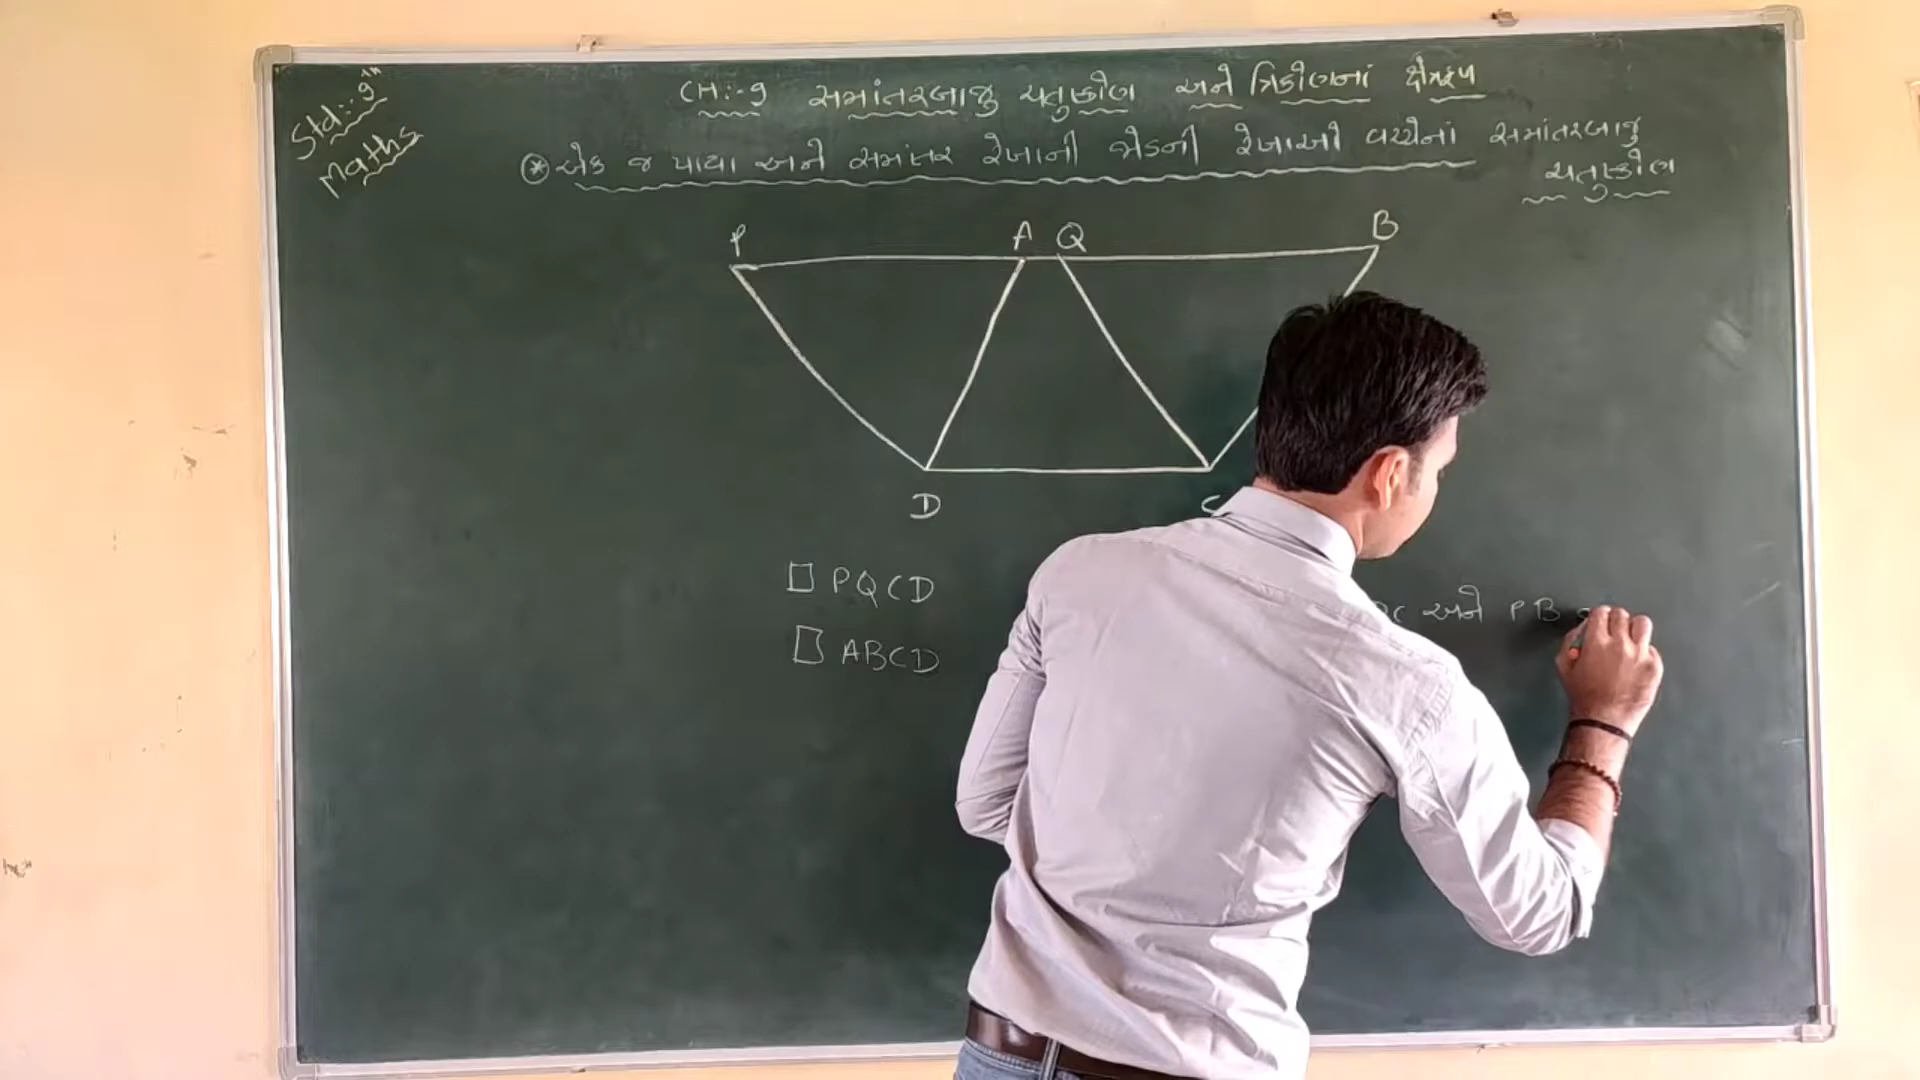 Std:- 9th
Maths
CH:-9 સમાંતરબાજુ ચતુષ્કોણ અને ત્રિકોણનાં ક્ષેત્રફળ
* એક જ પાયા અને સમાંતર રેખાની જોડની રેખાઓ વચ્ચેનાં સમાંતરબાજુ
ચતુષ્કોણ
P A Q B
D C
□ PQCD
□ ABCD
અને PB